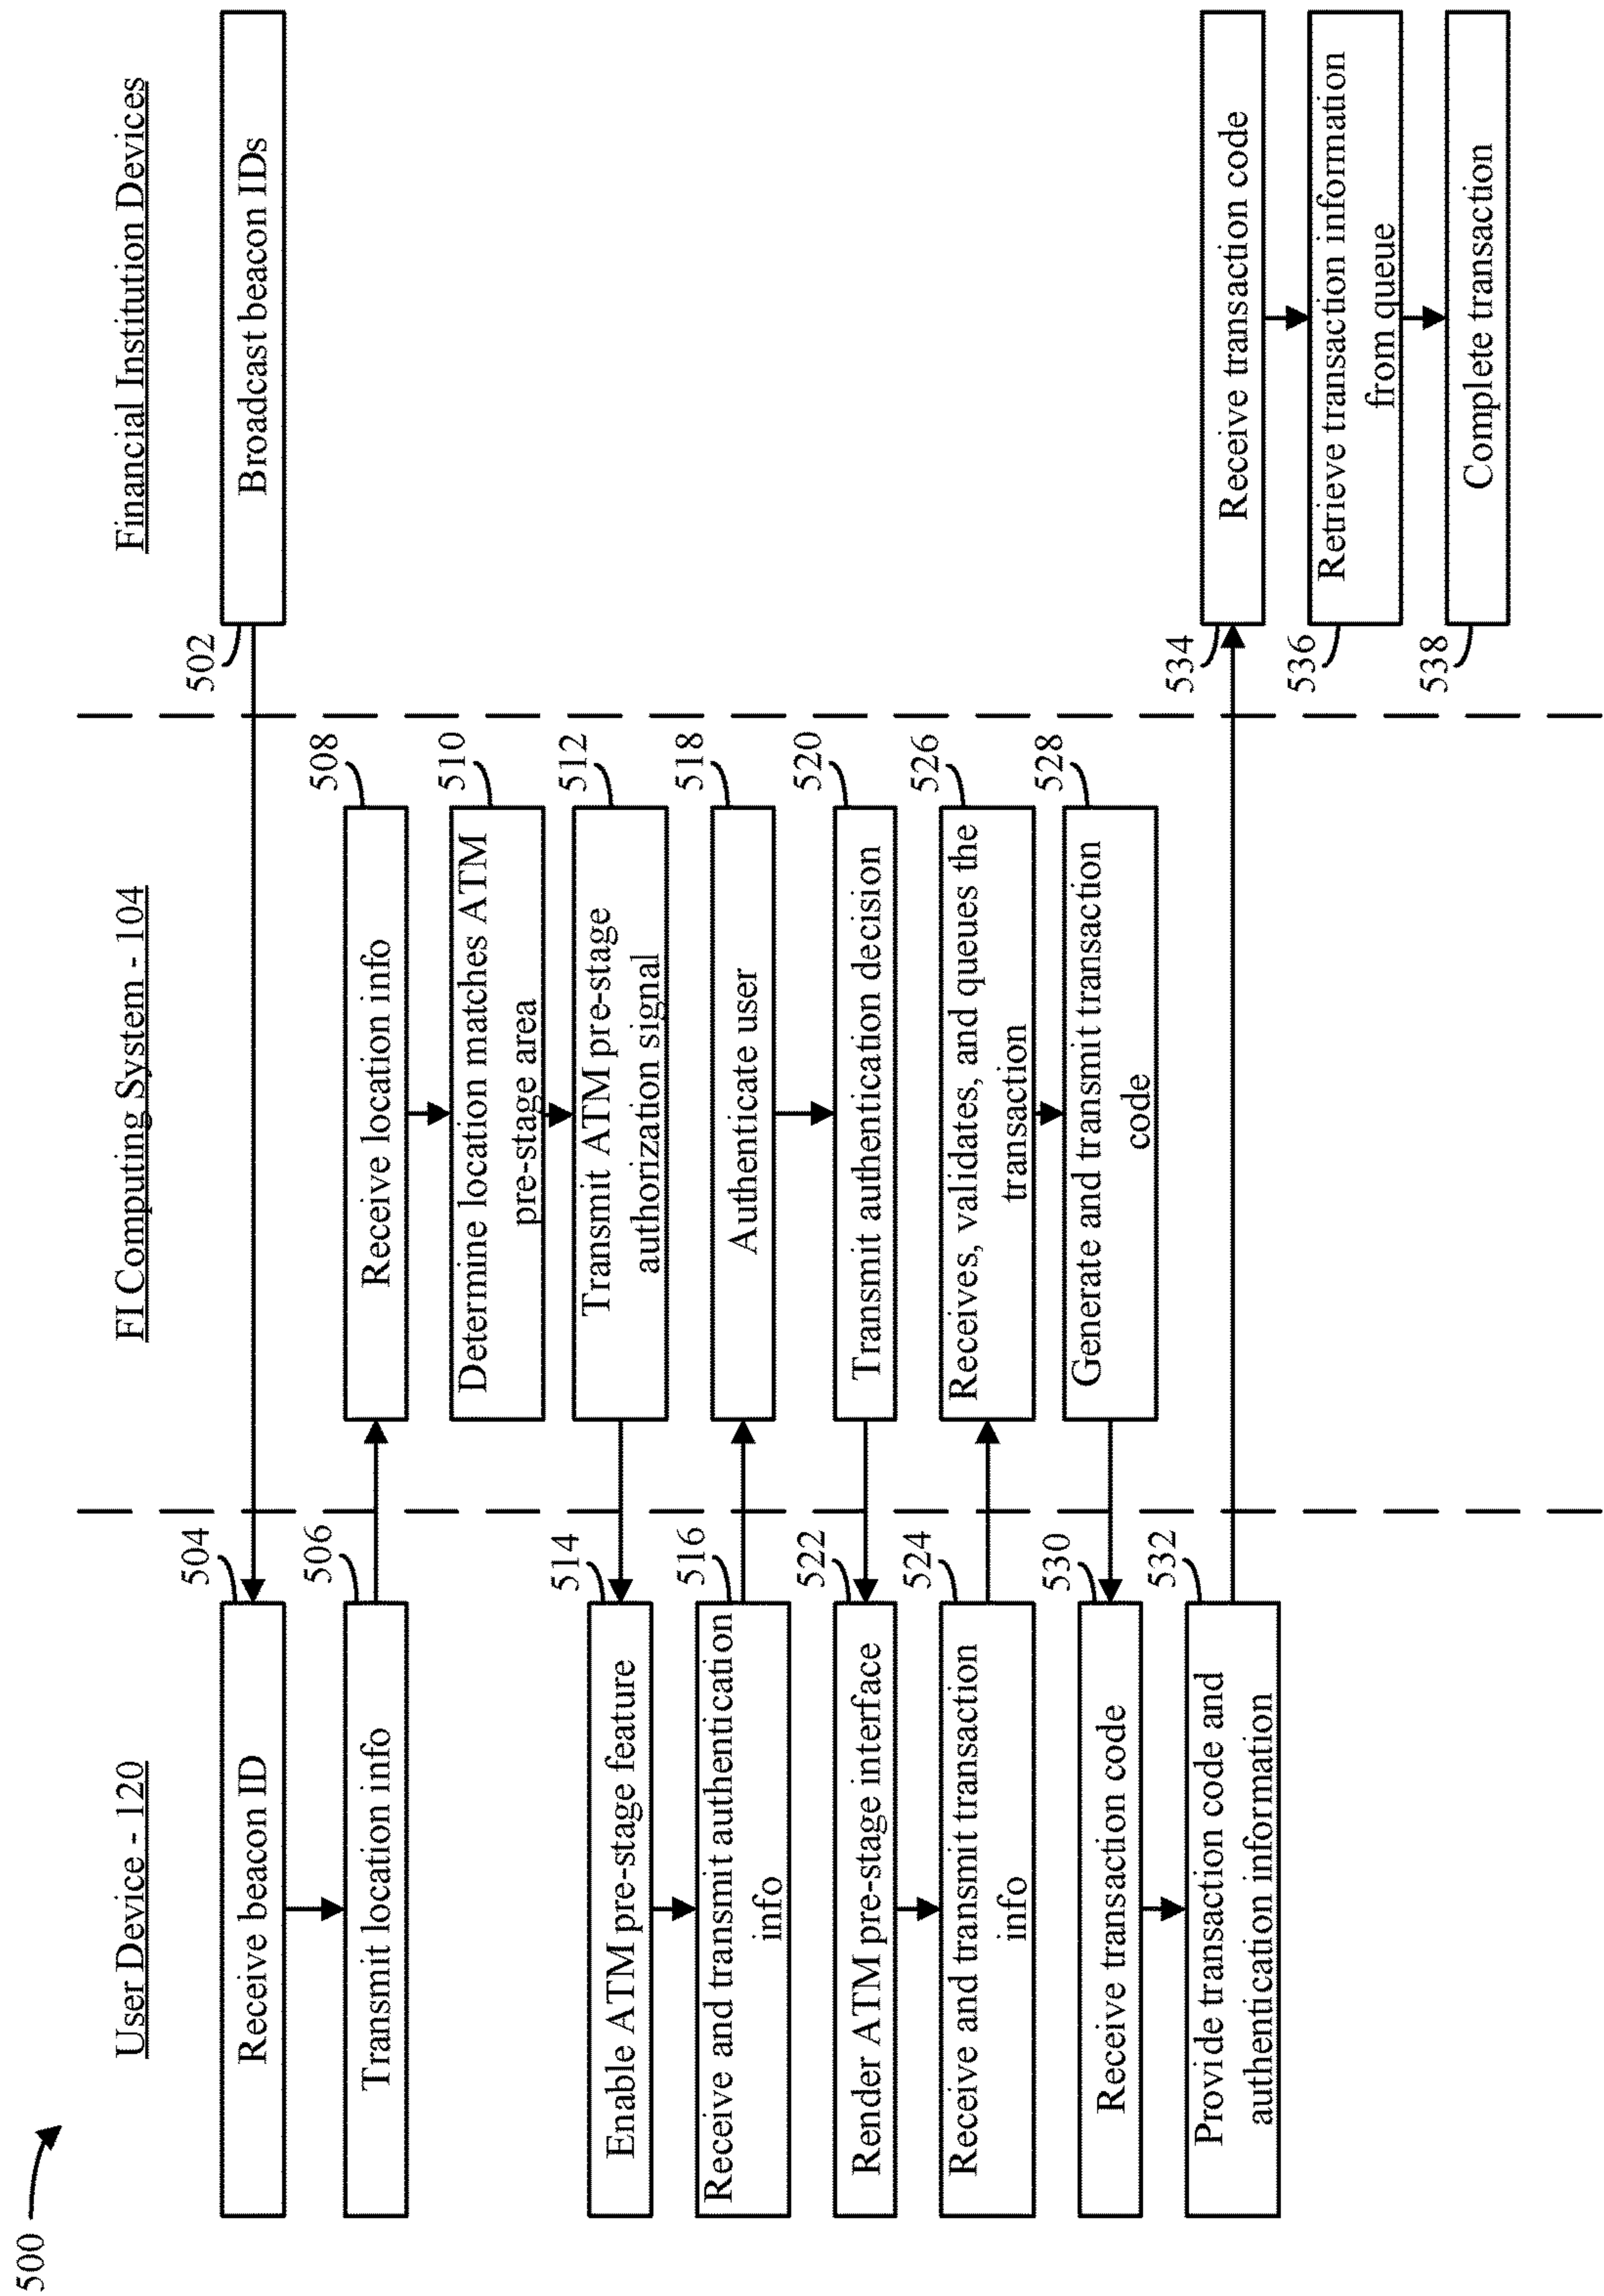 500
User Device - 120
FI Computing System - 104
Financial Institution Devices
502
Broadcast beacon IDs
504
Receive beacon ID
506
Transmit location info
508
Receive location info
510
Determine location matches ATM
pre-stage area
512
Transmit ATM pre-stage
authorization signal
514
Enable ATM pre-stage feature
516
Receive and transmit authentication
info
518
Authenticate user
520
Transmit authentication decision
522
Render ATM pre-stage interface
524
Receive and transmit transaction
info
526
Receives, validates, and queues the
transaction
528
Generate and transmit transaction
code
530
Receive transaction code
532
Provide transaction code and
authentication information
534
Receive transaction code
536
Retrieve transaction information
from queue
538
Complete transaction